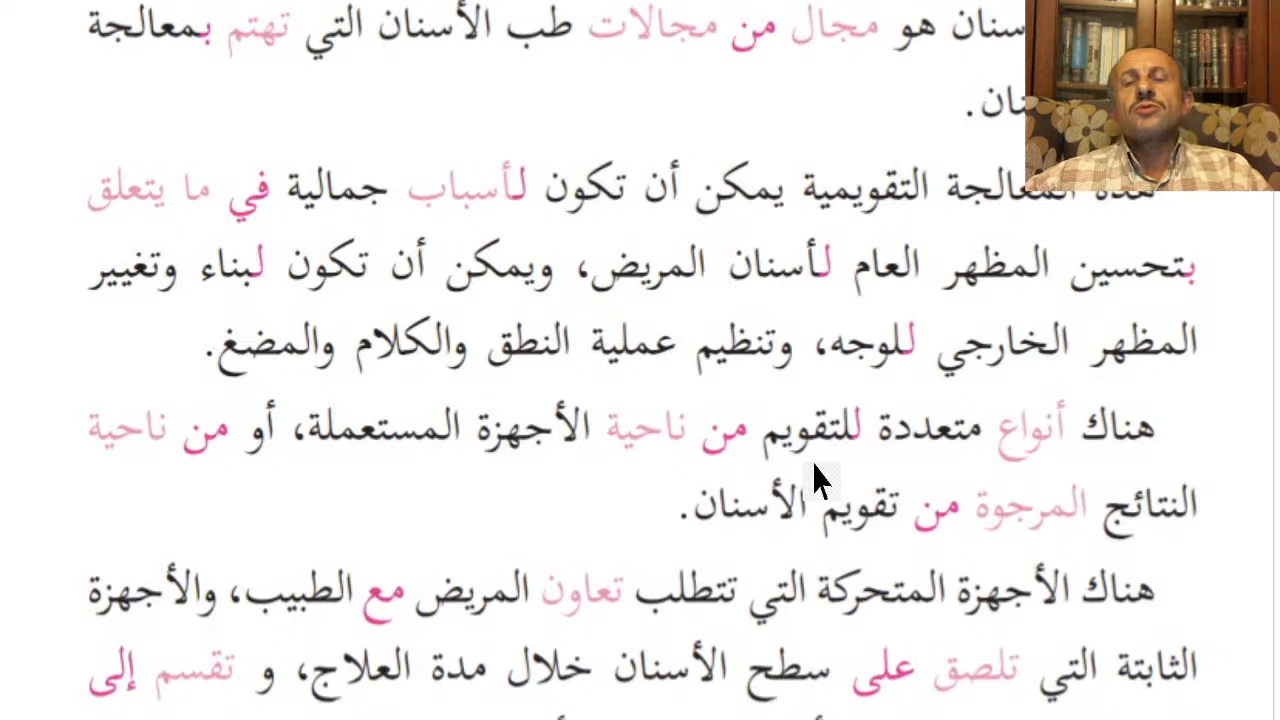 سنان هو مجال من مجالات طب الأسنان التي تهتم بمعالجة
نان.
المعالجة التقويمية يمكن أن تكون لأسباب جمالية في ما يتعلق
بتحسين المظهر العام لأسنان المريض، ويمكن أن تكون لبناء وتغيير
المظهر الخارجي للوجه، وتنظيم عملية النطق والكلام والمضغ.
هناك أنواع متعددة للتقويم من ناحية الأجهزة المستعملة، أو من ناحية
النتائج المرجوة من تقويم الأسنان.
هناك الأجهزة المتحركة التي تتطلب تعاون المريض مع الطبيب، والأجهزة
الثابتة التي تلصق على سطح الأسنان خلال مدة العلاج، و تقسم إلى